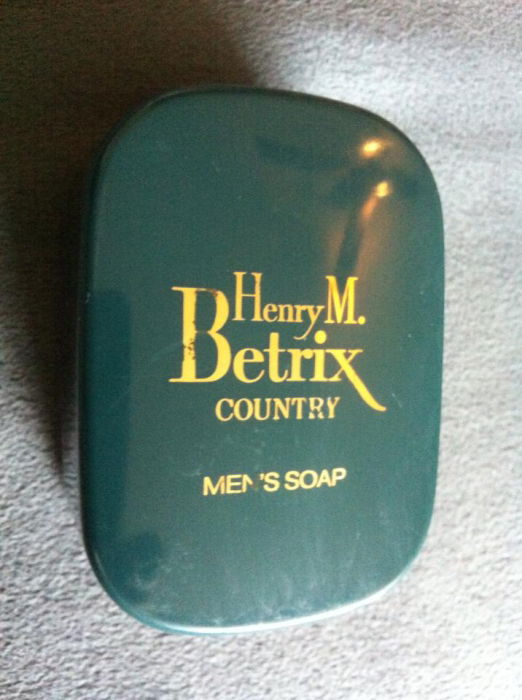 Henry M.
Betrix
COUNTRY
MEN'S SOAP